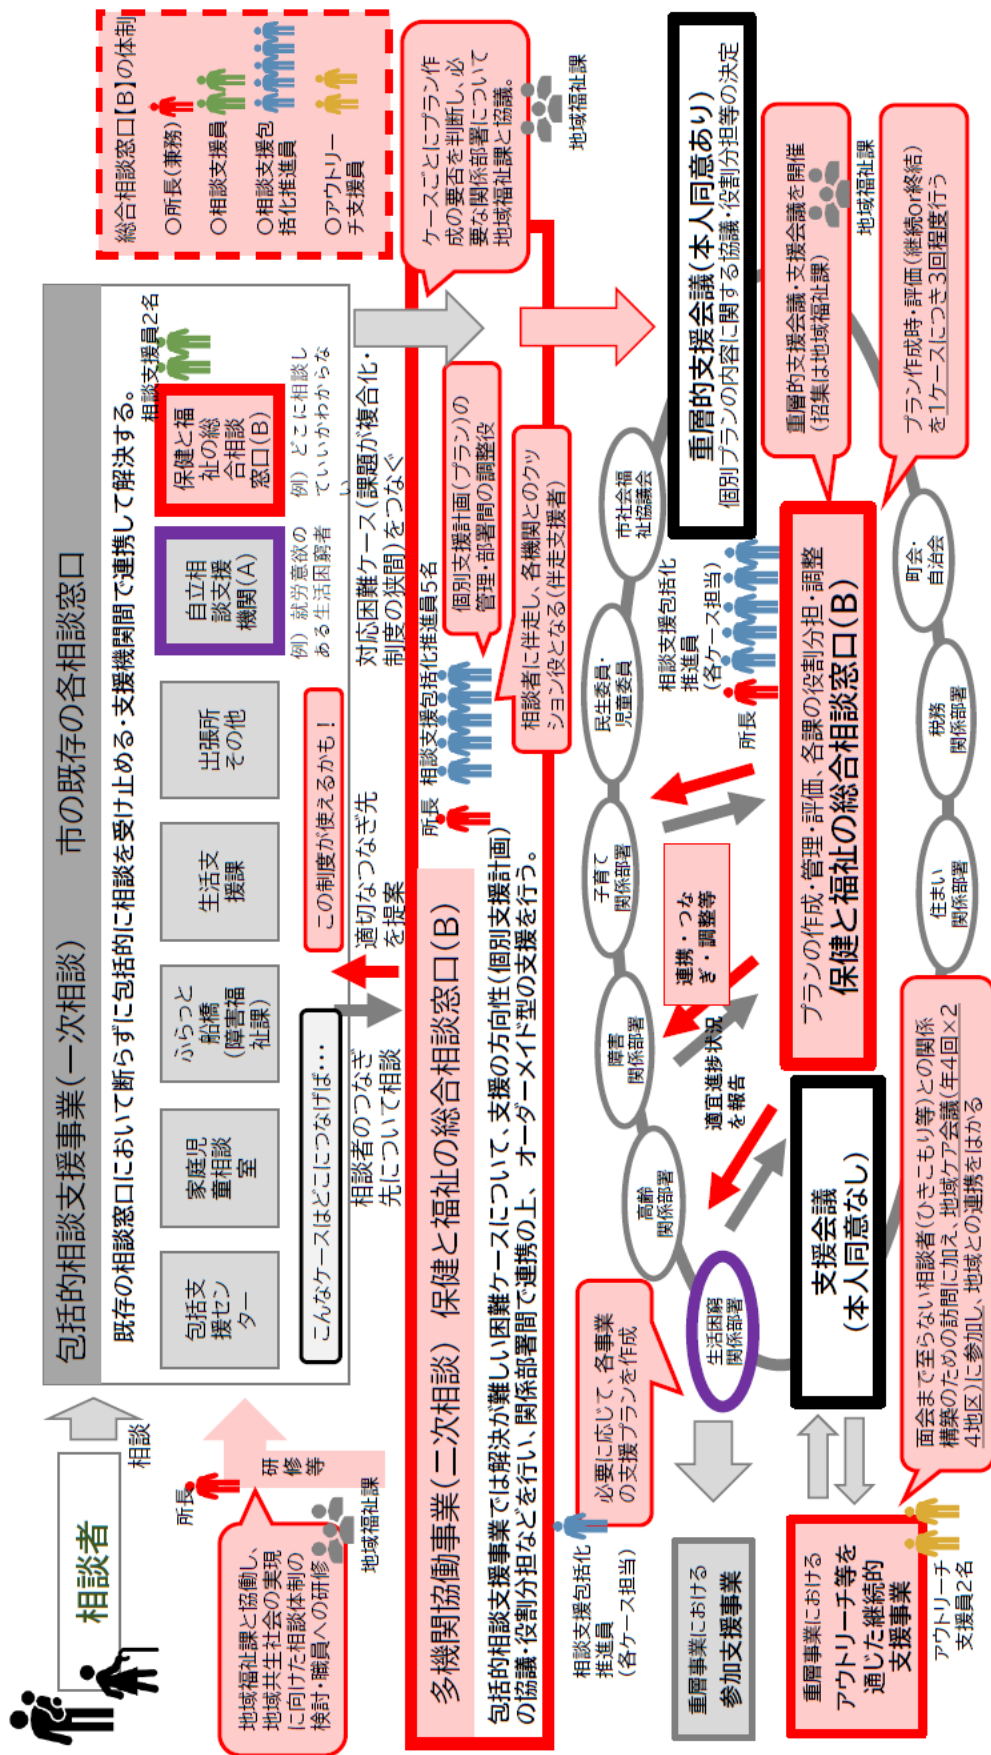 相談者
相談
包括的相談支援事業(一次相談)　市の既存の各相談窓口
既存の相談窓口において断らずに包括的に相談を受け止める・支援機関間で連携して解決する。
包括支
援セン
ター
家庭児
童相談
室
ふらっと
船橋
(障害福
祉課)
生活支
援課
出張所
その他
自立相
談支援
機関(A)
例）就労意欲の
ある生活困窮者
保健と福
祉の総
合相談
窓口(B)
例）どこに相談し
ていいかわからな
い
相談支援員2名
総合相談窓口【B】の体制
〇所長(兼務)
〇相談支援員
〇相談支援包
括化推進員
〇アウトリー
チ支援員
所長
研
修等
地域福祉課と協働し、
地域共生社会の実現
に向けた相談体制の
検討・職員への研修
地域福祉課
こんなケースはどこにつなげば・・・
この制度が使えるかも！
相談者のつなぎ
先について相談
適切なつなぎ先
を提案
対応困難ケース(課題が複合化・
制度の狭間)をつなぐ
ケースごとにプラン作
成の要否を判断し、必
要な関係部署について
地域福祉課と協議。
地域福祉課
多機関協働事業(二次相談)　保健と福祉の総合相談窓口(B)
所長
相談支援包括化推進員5名
個別支援計画(プラン)の
管理・部署間の調整役
包括的相談支援事業では解決が難しい困難ケースについて、支援の方向性(個別支援計画)
の協議・役割分担などを行い、関係部署間で連携の上、オーダーメイド型の支援を行う。
相談者に伴走し、各機関とのクッ
ション役となる(伴走支援者)
相談支援包括化
推進員
(各ケース担当)
必要に応じて、各事業
の支援プランを作成
生活困窮
関係部署
高齢
関係部署
障害
関係部署
子育て
関係部署
民生委員・
児童委員
市社会福
祉協議会
重層的支援会議(本人同意あり)
個別プランの内容に関する協議・役割分担等の決定
相談支援包括化
推進員
(各ケース担当)
所長
連携・つな
ぎ・調整等
適宜進捗状況
を報告
重層的支援会議・支援会議を開催
(招集は地域福祉課)
地域福祉課
重層事業における
参加支援事業
支援会議
(本人同意なし)
プランの作成・管理・評価、各課の役割分担・調整
保健と福祉の総合相談窓口(B)
プラン作成時・評価(継続or終結)
を1ケースにつき3回程度行う
重層事業における
アウトリーチ等を
通じた継続的
支援事業
アウトリーチ
支援員2名
面会まで至らない相談者(ひきこもり等)との関係
構築のための訪問に加え、地域ケア会議(年4回×2
4地区)に参加し、地域との連携をはかる
住まい
関係部署
税務
関係部署
町会・
自治会